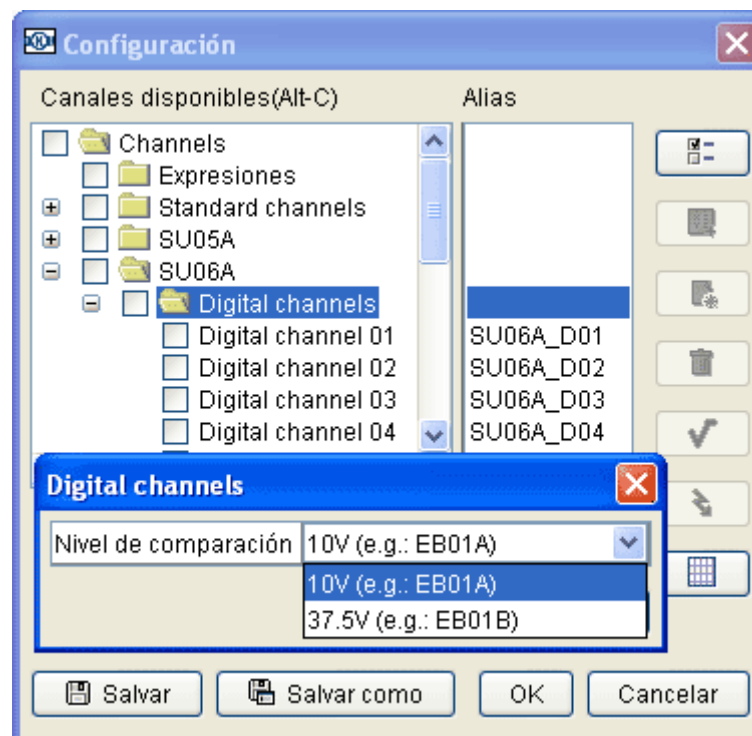 Configuración
Canales disponibles(Alt-C) Alias
Channels
Expresiones
Standard channels
SU05A
SU06A
Digital channels
Digital channel 01 SU06A_D01
Digital channel 02 SU06A_D02
Digital channel 03 SU06A_D03
Digital channel 04 SU06A_D04
Digital channels
Nivel de comparación 10V (e.g.: EB01A)
10V (e.g.: EB01A)
37.5V (e.g.: EB01B)
Salvar Salvar como OK Cancelar